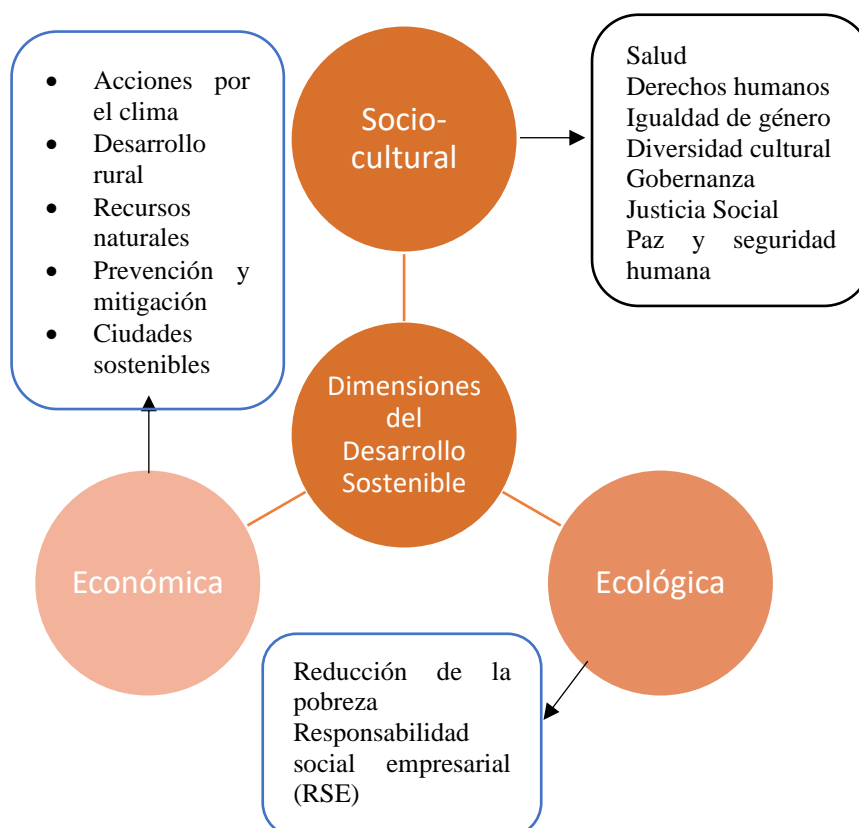 • Acciones por
el clima
• Desarrollo
rural
• Recursos
naturales
• Prevención y
mitigación
• Ciudades
sostenibles
Socio-
cultural
Salud
Derechos humanos
Igualdad de género
Diversidad cultural
Gobernanza
Justicia Social
Paz y seguridad
humana
Dimensiones
del
Desarrollo
Sostenible
Económica
Ecológica
Reducción de la
pobreza
Responsabilidad
social empresarial
(RSE)